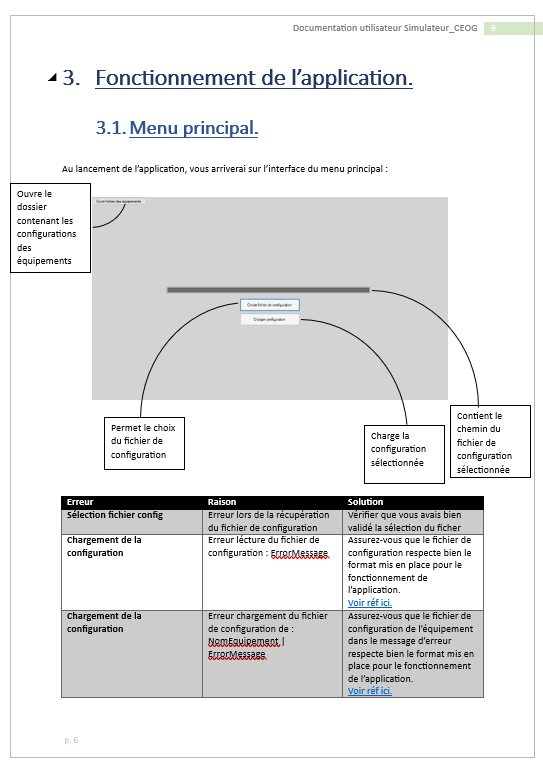 Documentation utilisateur Simulateur_CEOG 6
3. Fonctionnement de l'application.
3.1. Menu principal.
Au lancement de l'application, vous arriverai sur l'interface du menu principal :
Ouvre le
dossier
contenant les
configurations
des
équipements
Ouvrir fichier des équipements
Choisir fichier de configuration
Charger configuration
Permet le choix
du fichier de
configuration
Charge la
configuration
sélectionnée
Contient le
chemin du
fichier de
configuration
sélectionnée
Erreur Raison Solution
Sélection fichier config Erreur lors de la récupération Vérifier que vous avais bien
du fichier de configuration validé la sélection du ficher
Chargement de la Erreur lécture du fichier de Assurez-vous que le fichier de
configuration configuration : ErrorMessage configuration respecte bien le
format mis en place pour le
fonctionnement de
l'application.
Voir réf ici.
Chargement de la Erreur chargement du fichier Assurez-vous que le fichier de
configuration de configuration de : configuration de l'équipement
NomEquipement | dans le message d'erreur
ErrorMessage respecte bien le format mis en
place pour le fonctionnement
de l'application.
Voir réf ici.
p. 6